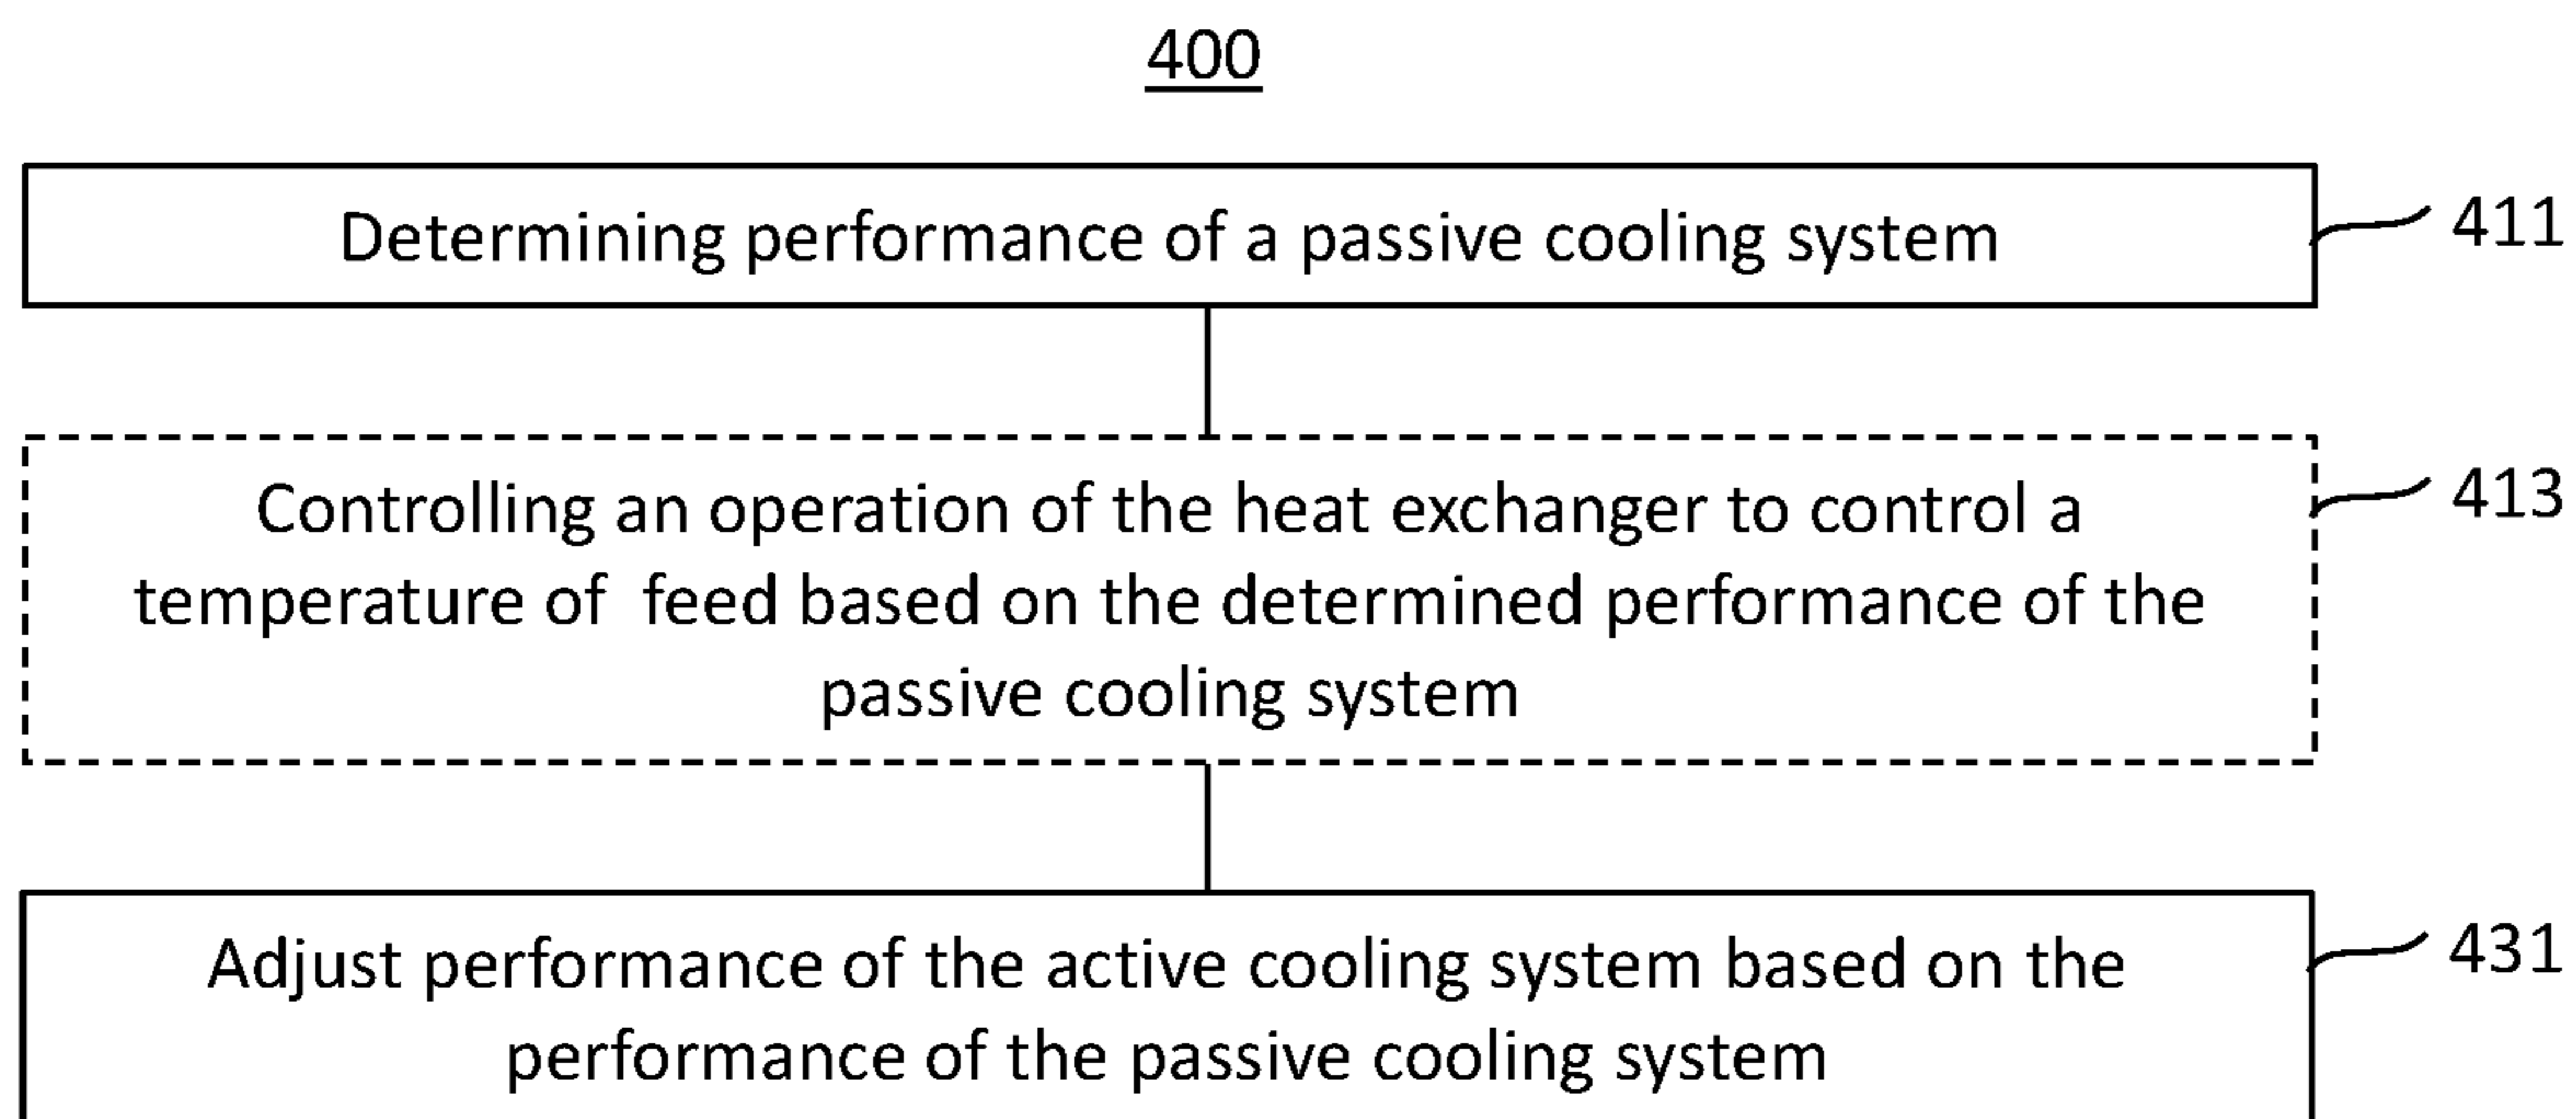 400
Determining performance of a passive cooling system
411
Controlling an operation of the heat exchanger to control a
temperature of  feed based on the determined performance of the
passive cooling system
413
Adjust performance of the active cooling system based on the
performance of the passive cooling system
431